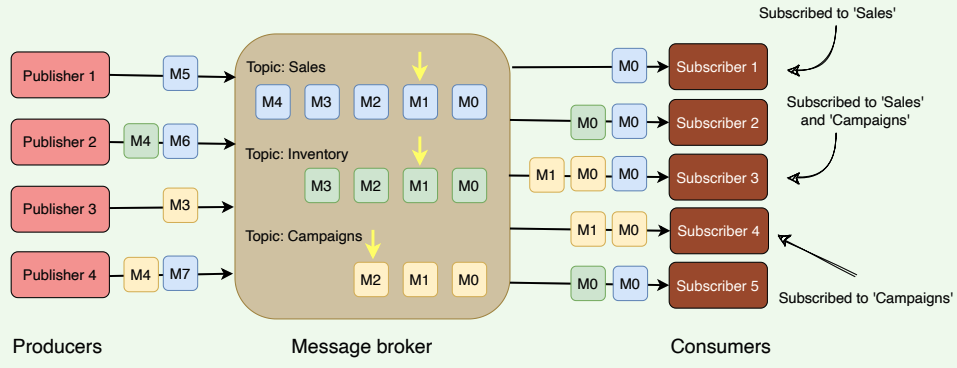 Subscribed to 'Sales'
Publisher 1
M5
Topic: Sales
M4 M3 M2 M1 M0
M0
Subscriber 1
Subscribed to 'Sales'
and 'Campaigns'
Publisher 2
M4 M6
Topic: Inventory
M3 M2 M1 M0
M0 M0
Subscriber 2
M1 M0 M0
Subscriber 3
Publisher 3
M3
Topic: Campaigns
M2 M1 M0
M1 M0
Subscriber 4
Publisher 4
M4 M7
M0 M0
Subscriber 5
Subscribed to 'Campaigns'
Producers
Message broker
Consumers